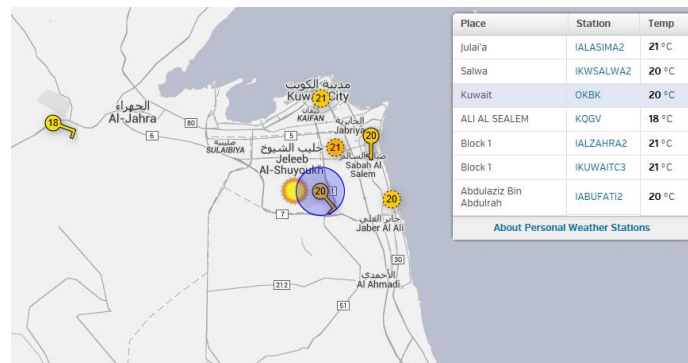 مدينة الكويت
Kuwait City
21
KAIFAN
الجهراء
Al-Jahra
18
80
6
5
الجابرية
Jabriya
20
صليبية
SULAIBIYA
جليب الشيوخ
Jeleeb
Al-Shuyoukh
21
صباح السالم
Sabah Al
Salem
20
7
20
جابر العلي
Jaber Al Ali
30
الأحمدي
Al Ahmadi
212
51
Place Station Temp
Julai'a IALASIMA2 21 °C
Salwa IKWSALWA2 20 °C
Kuwait OKBK 20 °C
ALI AL SEALEM KQGV 18 °C
Block 1 IALZAHRA2 21 °C
Block 1 IKUWAITC3 21 °C
Abdulaziz Bin
Abdulrah IABUFATI2 20 °C
About Personal Weather Stations